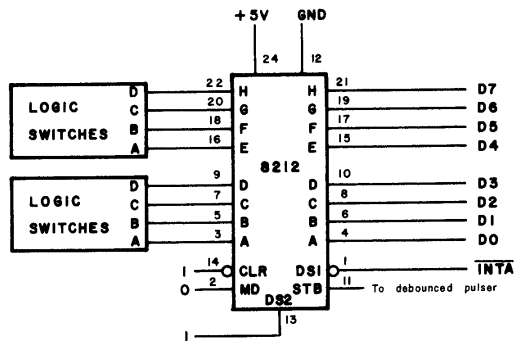 +5V GND
24 12
LOGIC SWITCHES D C B A
22 20 18 16
H G F E
8212
H G F E
21 19 17 15
D7 D6 D5 D4
LOGIC SWITCHES D C B A
9 7 5 3
D C B A
D C B A
10 8 6 4
D3 D2 D1 D0
1 14 CLR DS1 1 INTA
0 2 MD STB 11 To debounced pulser
DS2
13
1